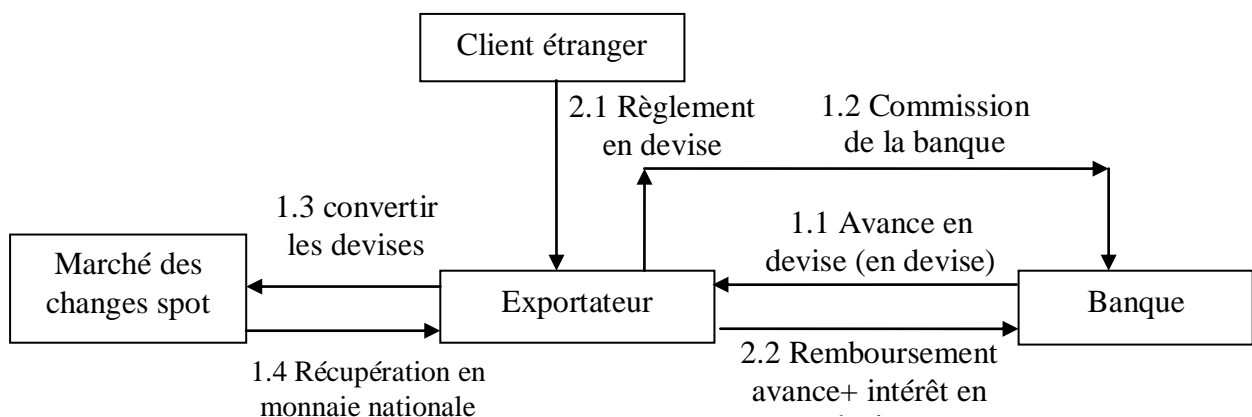 Client étranger
2.1 Règlement
en devise
1.2 Commission
de la banque
1.3 convertir
les devises
1.1 Avance en
devise (en devise)
Marché des
changes spot
Exportateur
Banque
1.4 Récupération en
monnaie nationale
2.2 Remboursement
avance+ intérêt en